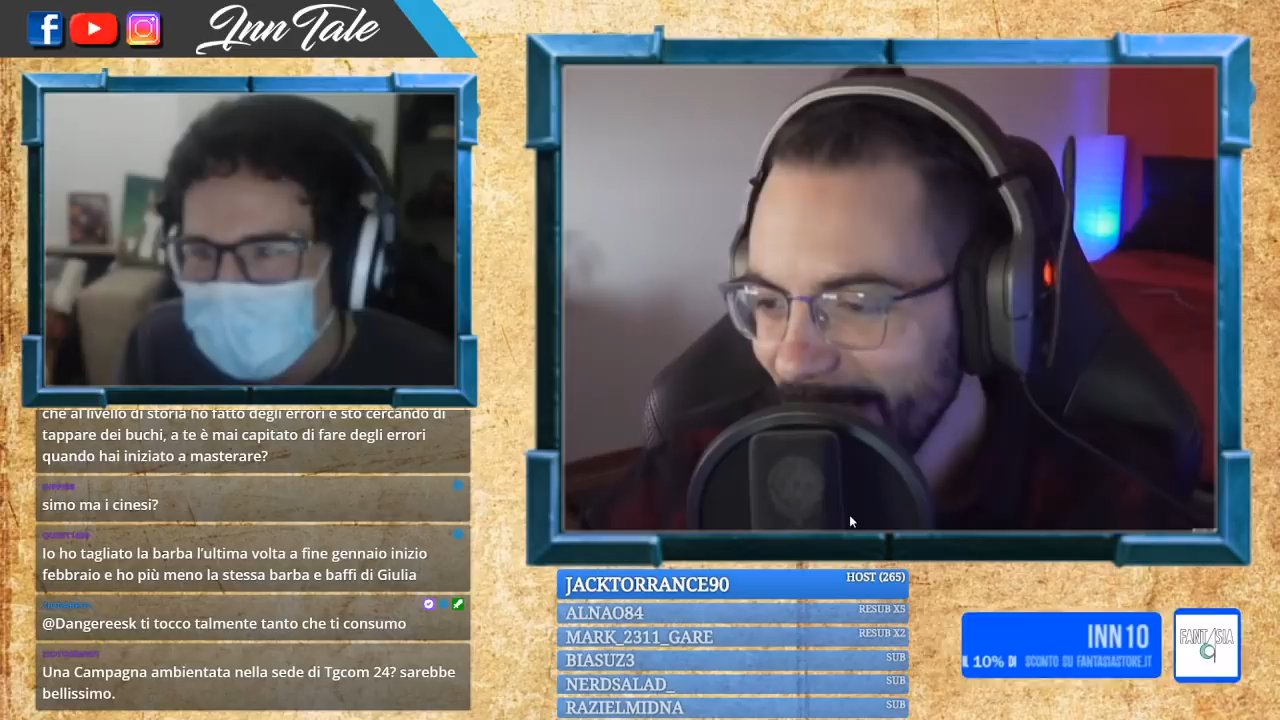 Inn Tale
che al livello di storia ho fatto degli errori e sto cercando di
tappare dei buchi, a te è mai capitato di fare degli errori
quando hai iniziato a masterare?
simo ma i cinesi?
Io ho tagliato la barba l'ultima volta a fine gennaio inizio
febbraio e ho più meno la stessa barba e baffi di Giulia
@Dangereesk ti tocco talmente tanto che ti consumo
Una Campagna ambientata nella sede di Tgcom 24? sarebbe
bellissimo.
JACKTORRANCE90 HOST (265)
ALNAO84 RESUB X5
MARK_2311_GARE RESUB X2
BIASUZ3 SUB
NERDSALAD_ SUB
RAZIELMIDNA SUB
INN10
IL 10% DI SCONTO SU FANTASIASTORE.IT
FANTASIA